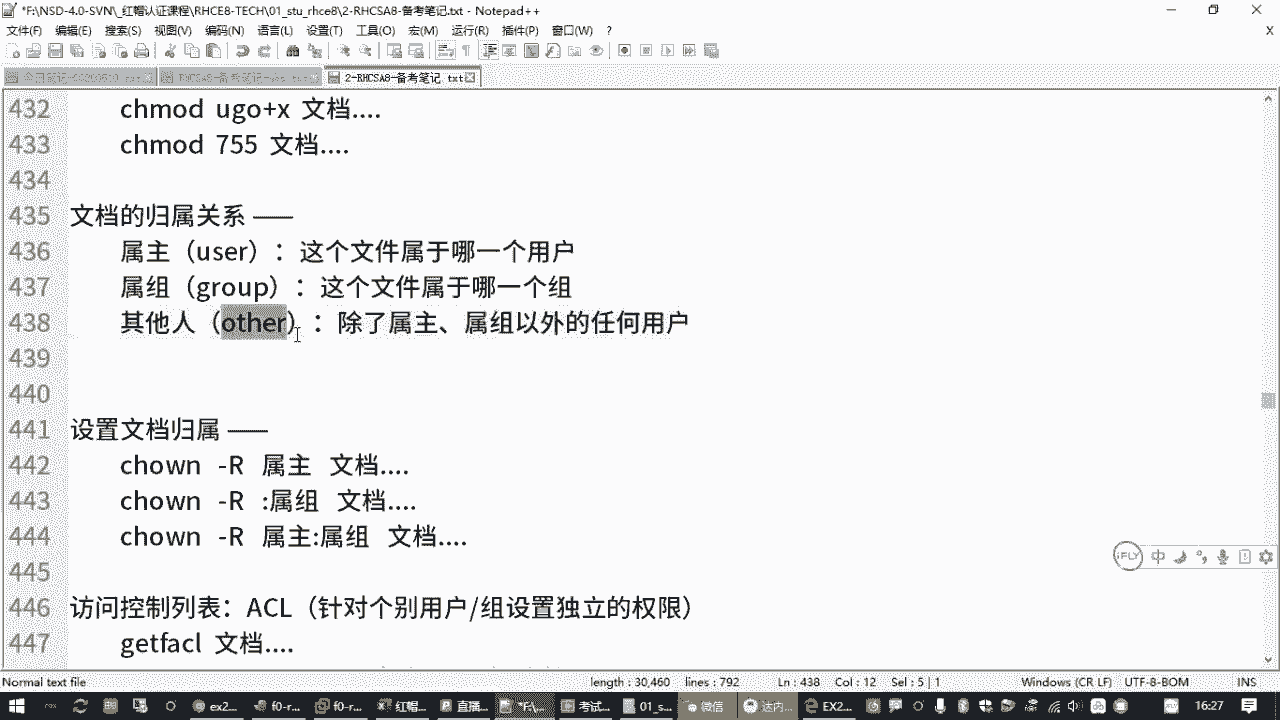 *F:\NSD-4.0-SVN\_红帽认证课程\RHCE8-TECH\01_stu_rhce8\2-RHCSA8-备考笔记.txt - Notepad++
文件(F) 编辑(E) 搜索(S) 视图(V) 编码(N) 语言(L) 设置(T) 工具(O) 宏(M) 运行(R) 插件(P) 窗口(W) ? X
2-RHCSA8-备考笔记.txt
432 chmod ugo+x 文档....
433 chmod 755 文档....
434
435 文档的归属关系 ——
436 属主（user）：这个文件属于哪一个用户
437 属组（group）：这个文件属于哪一个组
438 其他人（other）：除了属主、属组以外的任何用户
439
440
441 设置文档归属 ——
442 chown -R 属主 文档....
443 chown -R :属组 文档....
444 chown -R 属主:属组 文档....
445
446 访问控制列表：ACL（针对个别用户/组设置独立的权限）
447 getfacl 文档....
iFLY 中
Normal text file length : 30,460 lines : 792 Ln : 438 Col : 12 Sel : 5 | 1 Windows (CR LF) UTF-8-BOM INS
ex2... f0-r... f0-r... 红帽... 直播... 考试... 01_s... 微信 达内... EX2... 英 16:27